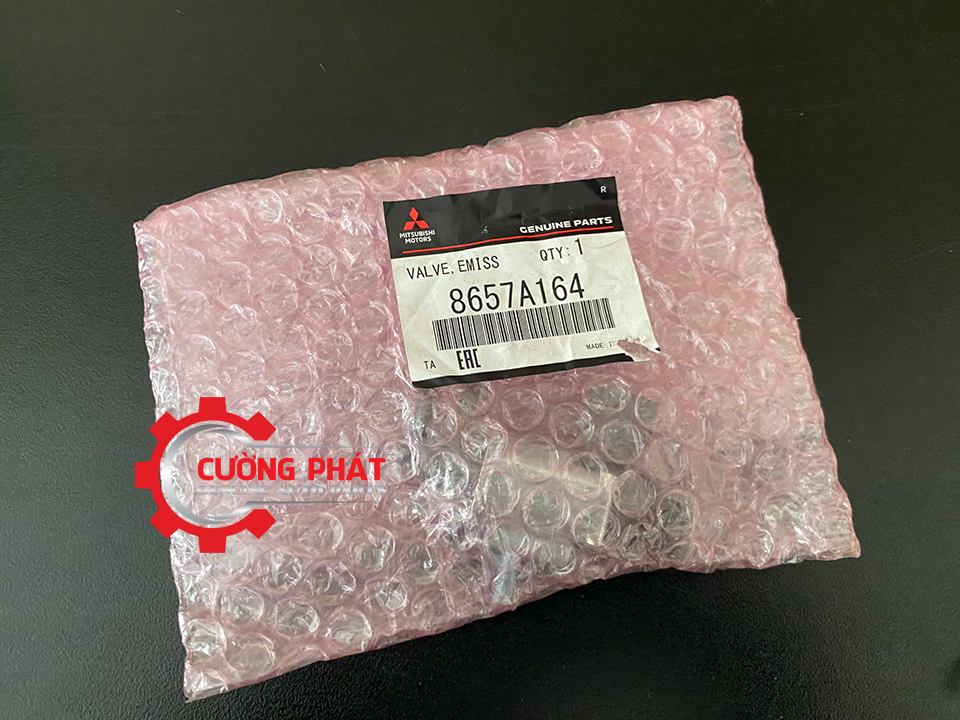 R
MITSUBISHI
MOTORS
GENUINE PARTS
VALVE, EMISS QTY: 1
8657A164
TA EAC MADE
CƯỜNG PHÁT